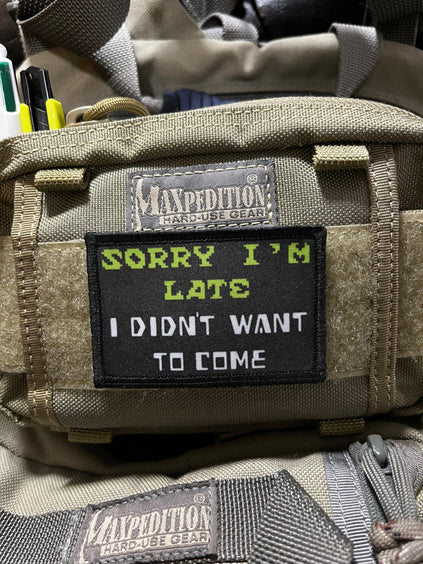 MAXPEDITION®
HARD-USE GEAR
SORRY I'M
LATE
I DIDN'T WANT
TO COME
MAXPEDITION®
HARD-USE GEAR